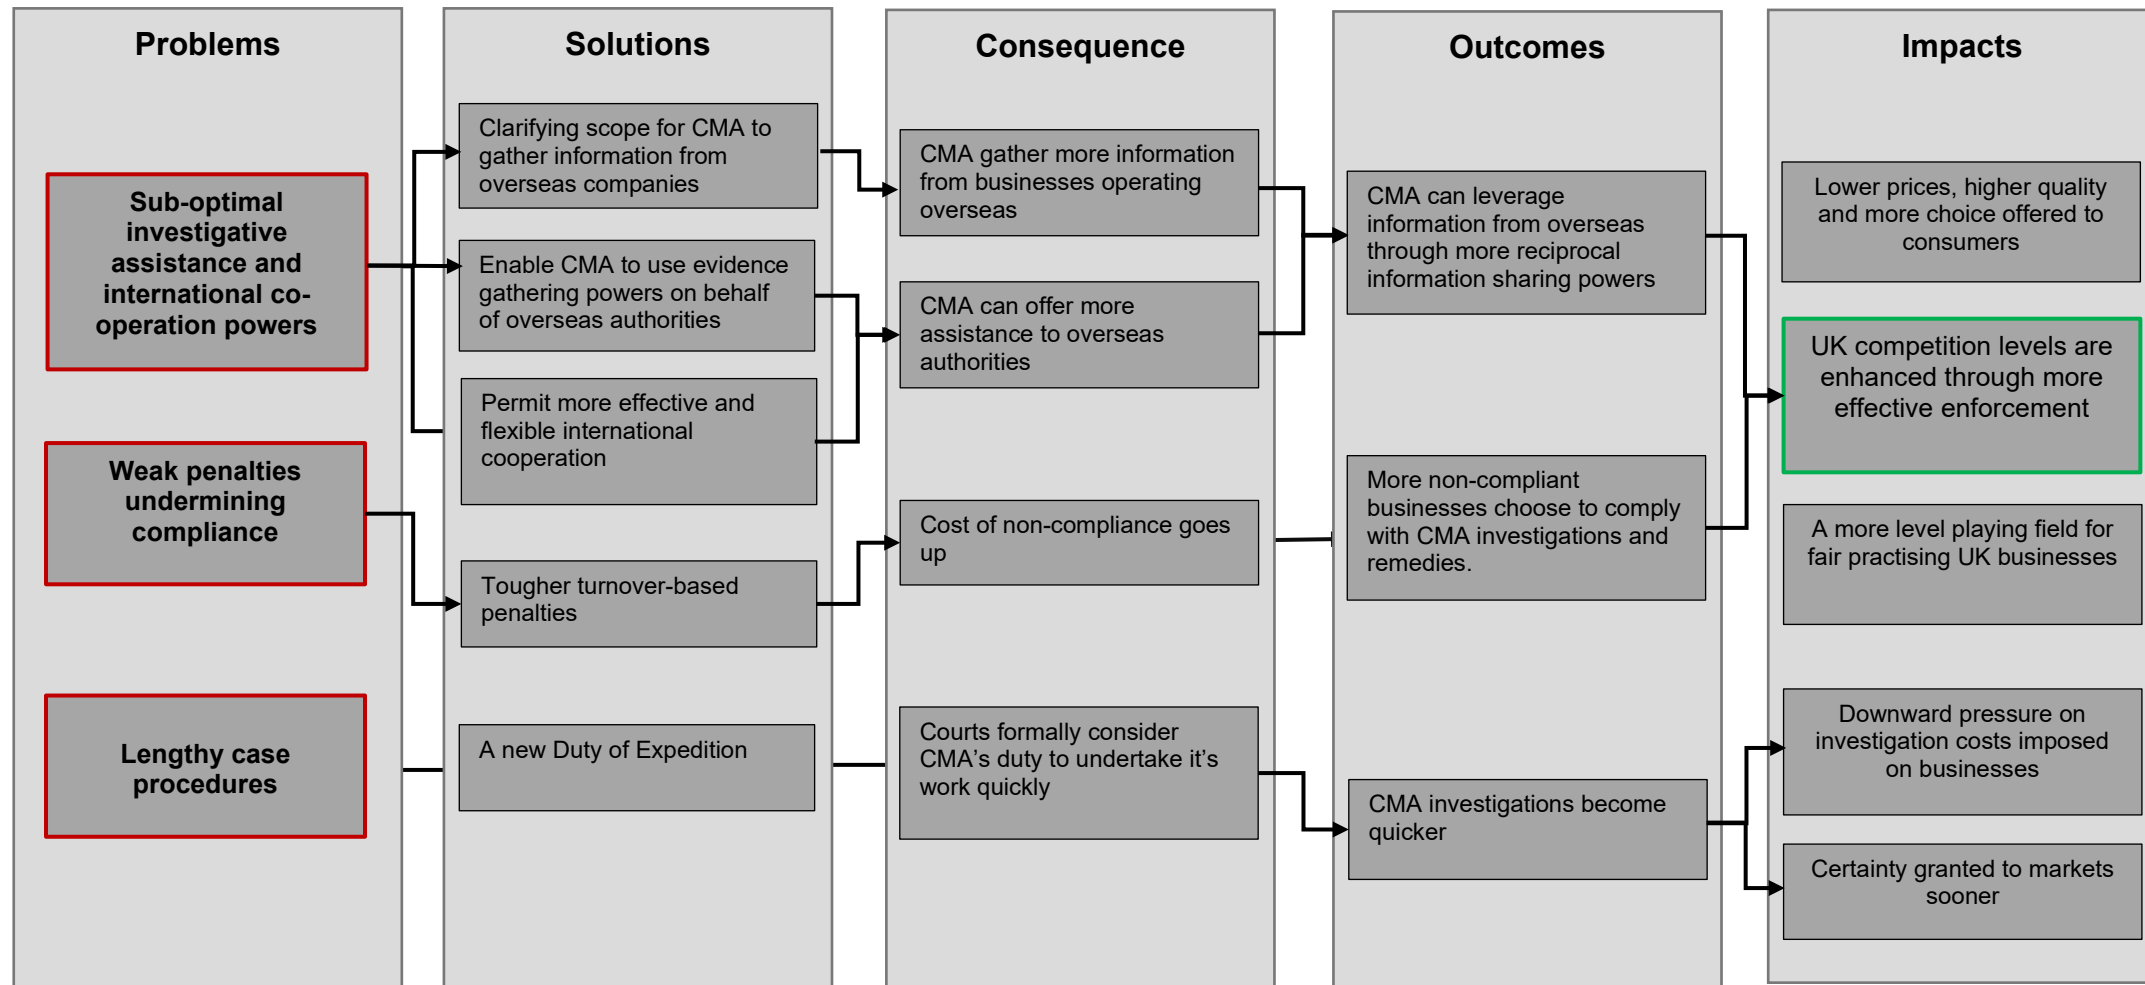 Problems
Sub-optimal
investigative
assistance and
international co-
operation powers
Weak penalties
undermining
compliance
Lengthy case
procedures
Solutions
Clarifying scope for CMA to
gather information from
overseas companies
Enable CMA to use evidence
gathering powers on behalf
of overseas authorities
Permit more effective and
flexible international
cooperation
Tougher turnover-based
penalties
A new Duty of Expedition
Consequence
CMA gather more information
from businesses operating
overseas
CMA can offer more
assistance to overseas
authorities
Cost of non-compliance goes
up
Courts formally consider
CMA’s duty to undertake it’s
work quickly
Outcomes
CMA can leverage
information from overseas
through more reciprocal
information sharing powers
More non-compliant
businesses choose to comply
with CMA investigations and
remedies.
CMA investigations become
quicker
Impacts
Lower prices, higher quality
and more choice offered to
consumers
UK competition levels are
enhanced through more
effective enforcement
A more level playing field for
fair practising UK businesses
Downward pressure on
investigation costs imposed
on businesses
Certainty granted to markets
sooner